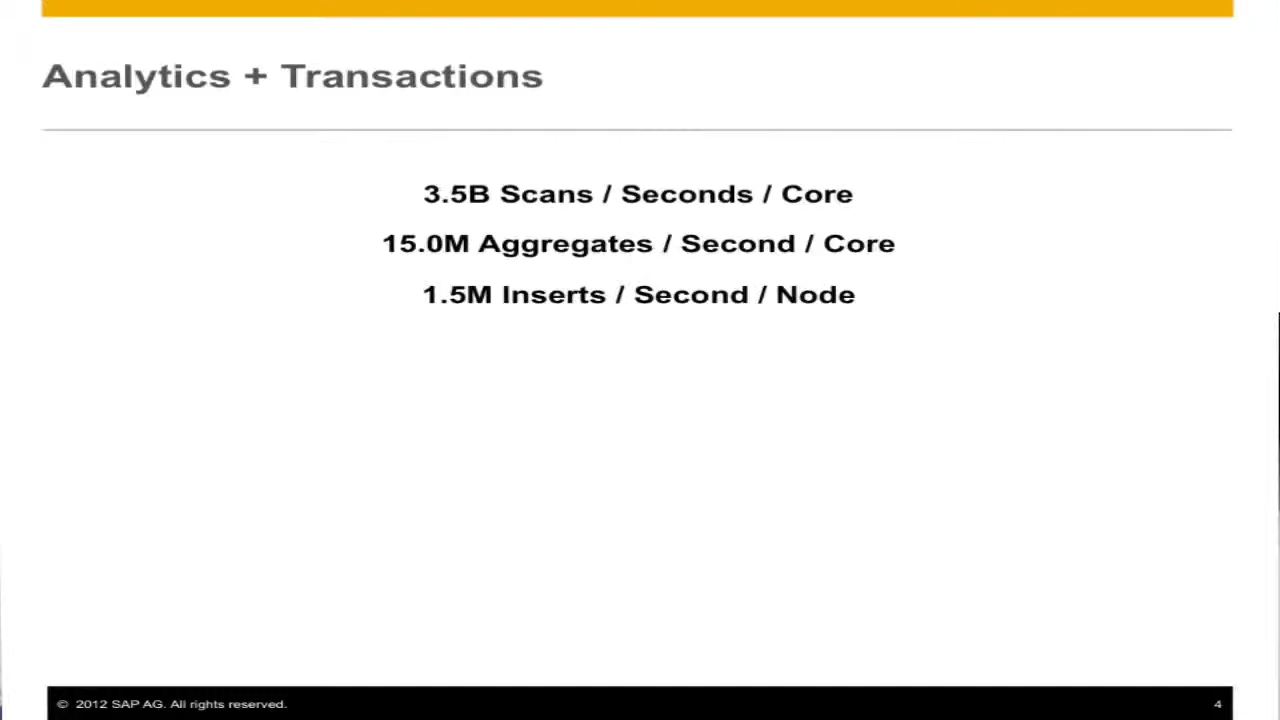 Analytics + Transactions
3.5B Scans / Seconds / Core
15.0M Aggregates / Second / Core
1.5M Inserts / Second / Node
© 2012 SAP AG. All rights reserved.
4